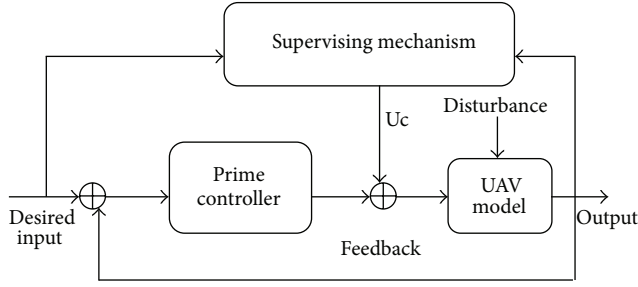 Supervising mechanism
Disturbance
Uc
Prime
controller
UAV
model
Desired
input
Output
Feedback